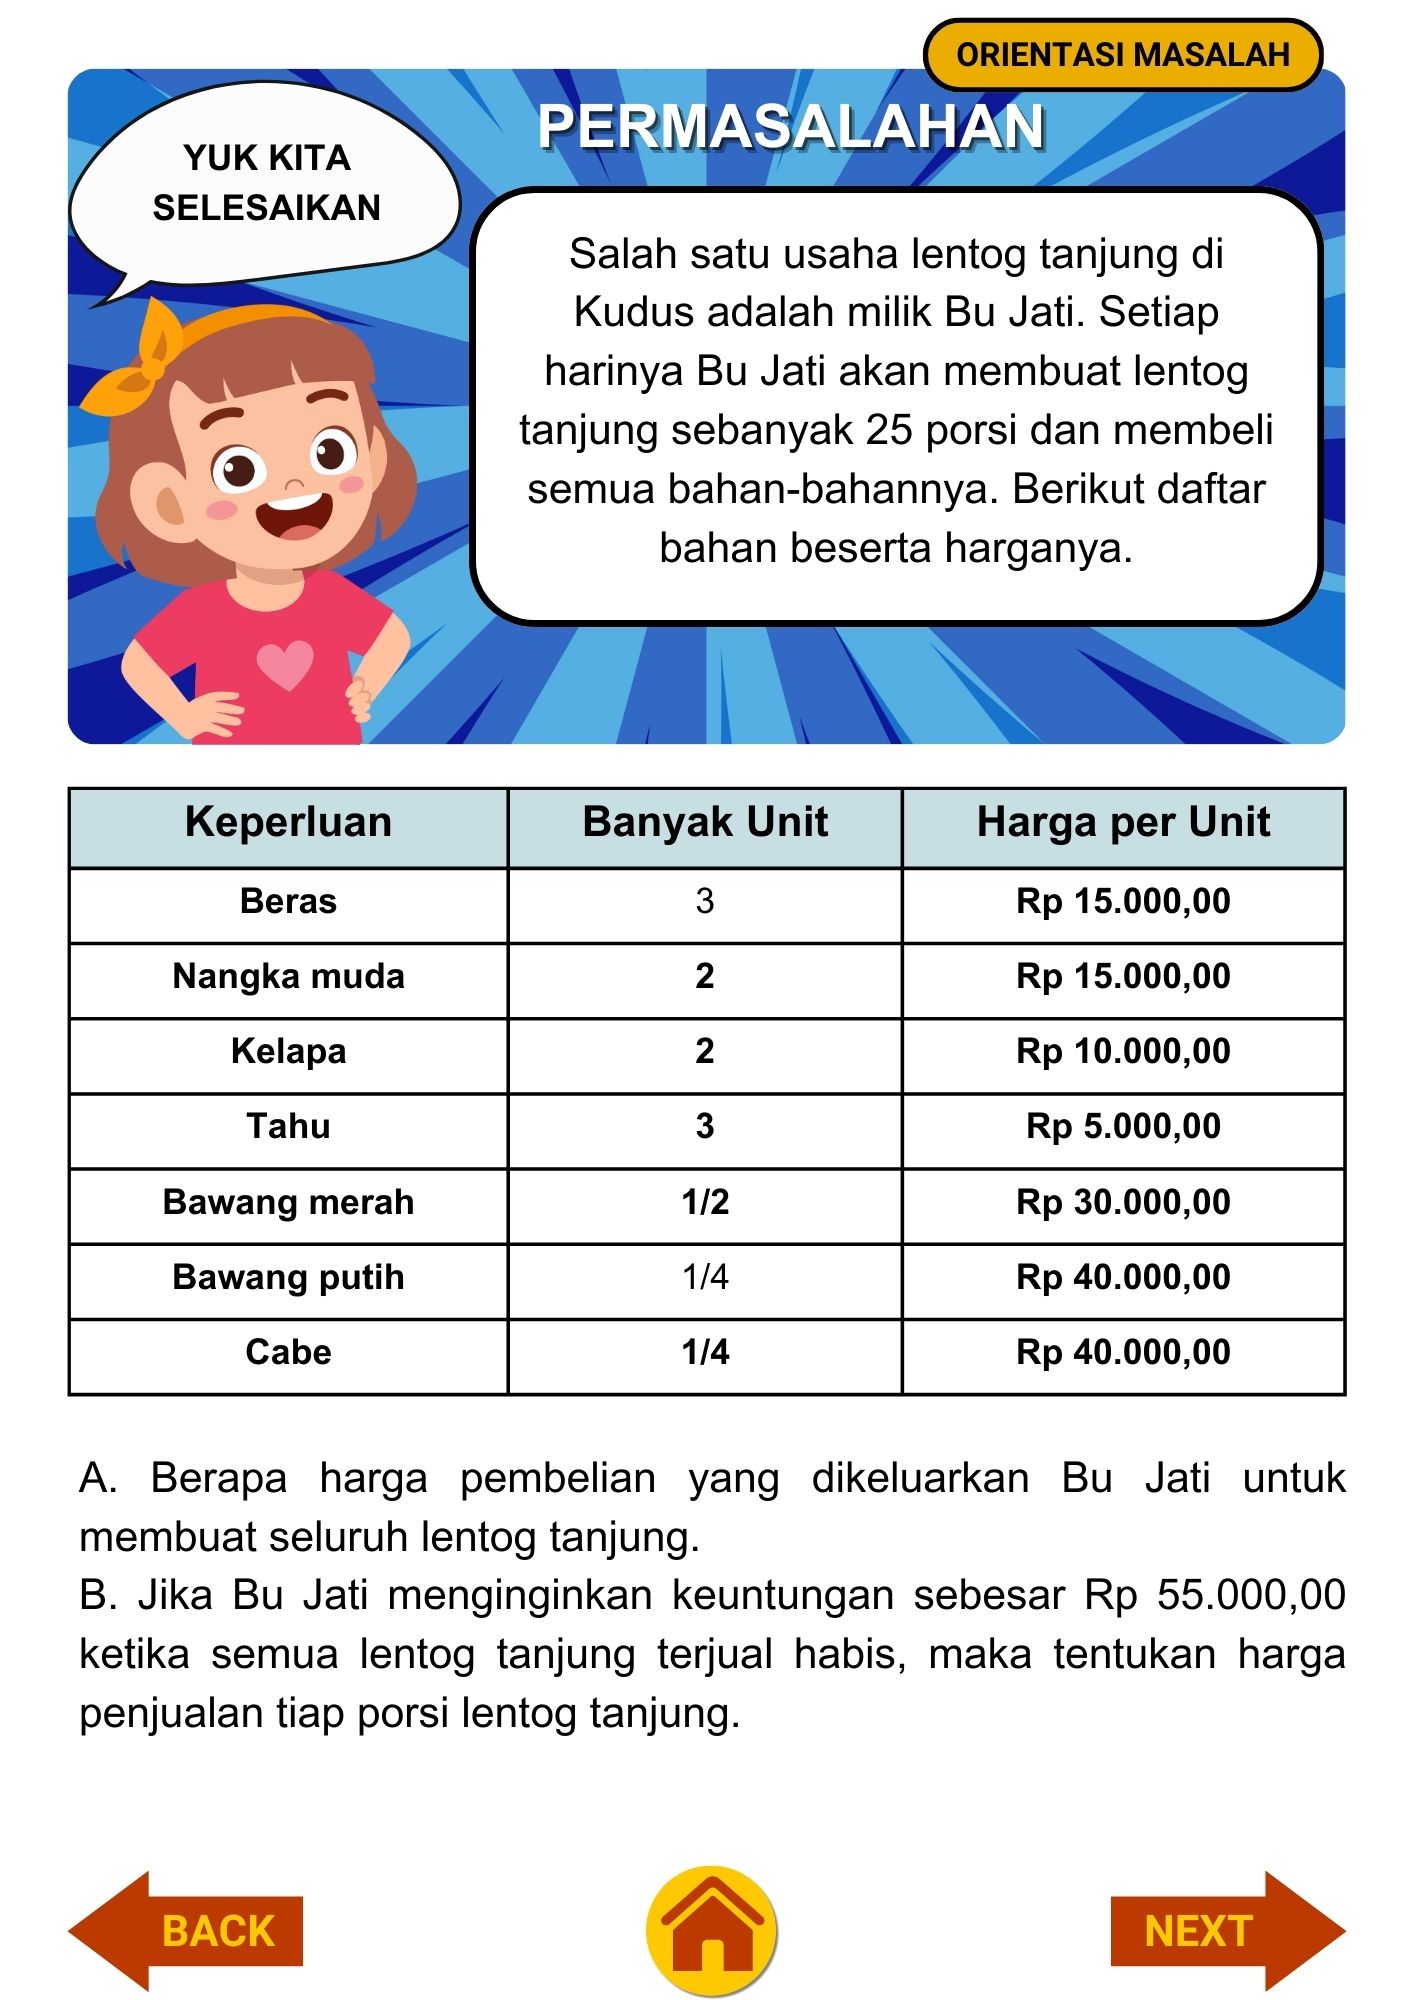 ORIENTASI MASALAH
PERMASALAHAN
YUK KITA
SELESAIKAN
Salah satu usaha lentog tanjung di
Kudus adalah milik Bu Jati. Setiap
harinya Bu Jati akan membuat lentog
tanjung sebanyak 25 porsi dan membeli
semua bahan-bahannya. Berikut daftar
bahan beserta harganya.
Keperluan Banyak Unit Harga per Unit
Beras 3 Rp 15.000,00
Nangka muda 2 Rp 15.000,00
Kelapa 2 Rp 10.000,00
Tahu 3 Rp 5.000,00
Bawang merah 1/2 Rp 30.000,00
Bawang putih 1/4 Rp 40.000,00
Cabe 1/4 Rp 40.000,00
A. Berapa harga pembelian yang dikeluarkan Bu Jati untuk
membuat seluruh lentog tanjung.
B. Jika Bu Jati menginginkan keuntungan sebesar Rp 55.000,00
ketika semua lentog tanjung terjual habis, maka tentukan harga
penjualan tiap porsi lentog tanjung.
BACK
NEXT